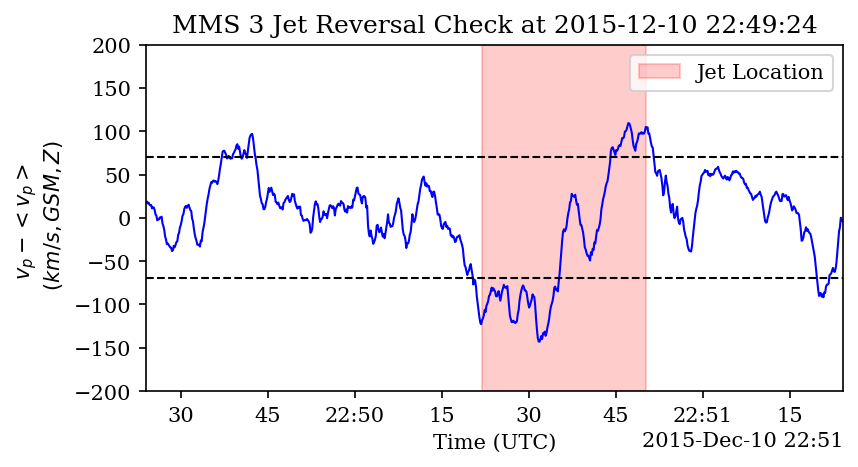 MMS 3 Jet Reversal Check at 2015-12-10 22:49:24
200
150
100
50
0
−50
−100
−150
−200
v_p − <v_p>
(km/s, GSM, Z)
Jet Location
30
45
22:50
15
30
45
22:51
15
Time (UTC)
2015-Dec-10 22:51